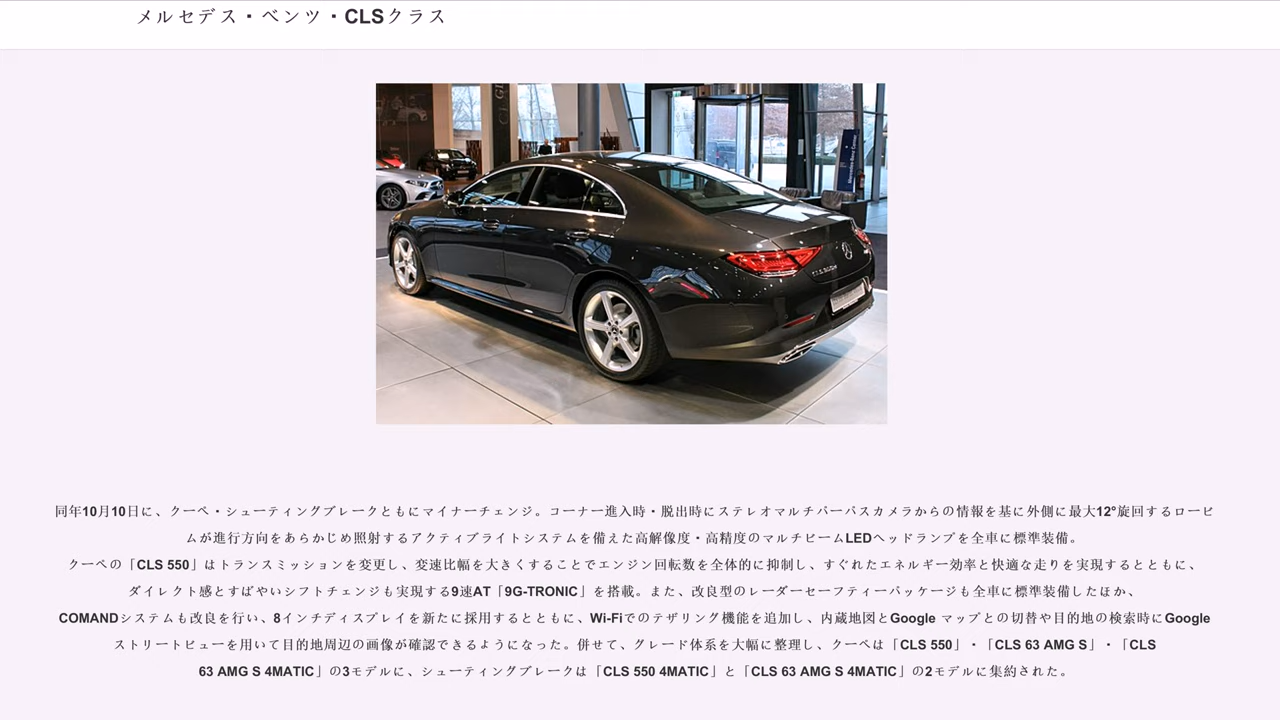 メルセデス・ベンツ・CLSクラス
Mercedes-Benz Center
同年10月10日に、クーペ・シューティングブレークともにマイナーチェンジ。コーナー進入時・脱出時にステレオマルチパーパスカメラからの情報を基に外側に最大12°旋回するロービ
ムが進行方向をあらかじめ照射するアクティブライトシステムを備えた高解像度・高精度のマルチビームLEDヘッドランプを全車に標準装備。
クーペの「CLS 550」はトランスミッションを変更し、変速比幅を大きくすることでエンジン回転数を全体的に抑制し、すぐれたエネルギー効率と快適な走りを実現するとともに、
ダイレクト感とすばやいシフトチェンジも実現する9速AT「9G-TRONIC」を搭載。また、改良型のレーダーセーフティーパッケージも全車に標準装備したほか、
COMANDシステムも改良を行い、8インチディスプレイを新たに採用するとともに、Wi-Fiでのテザリング機能を追加し、内蔵地図とGoogle マップとの切替や目的地の検索時にGoogle
ストリートビューを用いて目的地周辺の画像が確認できるようになった。併せて、グレード体系を大幅に整理し、クーペは「CLS 550」・「CLS 63 AMG S」・「CLS
63 AMG S 4MATIC」の3モデルに、シューティングブレークは「CLS 550 4MATIC」と「CLS 63 AMG S 4MATIC」の2モデルに集約された。